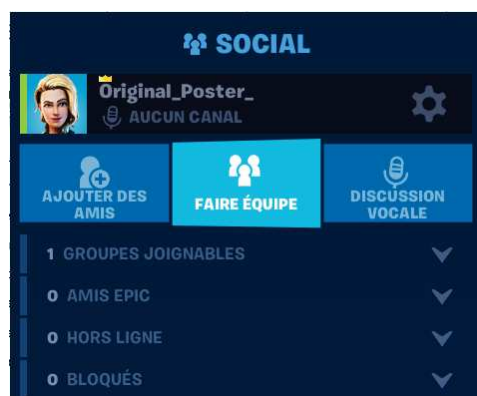 SOCIAL
Original_Poster_
AUCUN CANAL
AJOUTER DES
AMIS
FAIRE ÉQUIPE
DISCUSSION
VOCALE
1 GROUPES JOIGNABLES
0 AMIS EPIC
0 HORS LIGNE
0 BLOQUÉS